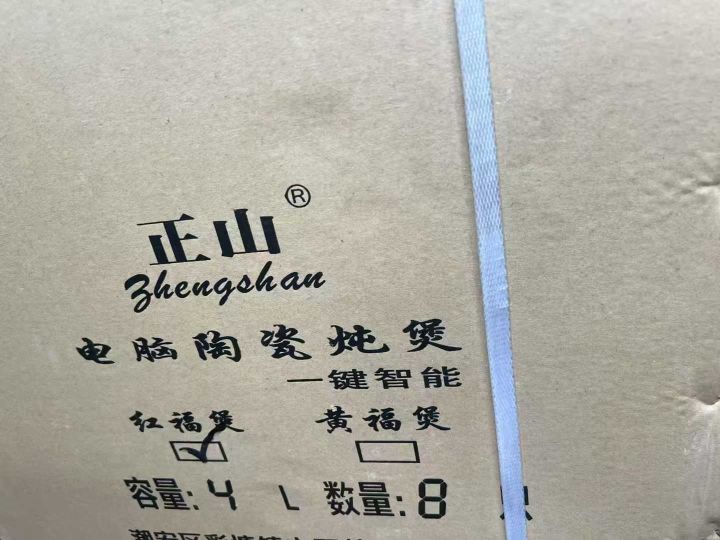 正山®
Zhengshan
电脑陶瓷炖煲
一键智能
红福煲 黄福煲
容量: 4 L 数量: 8 只